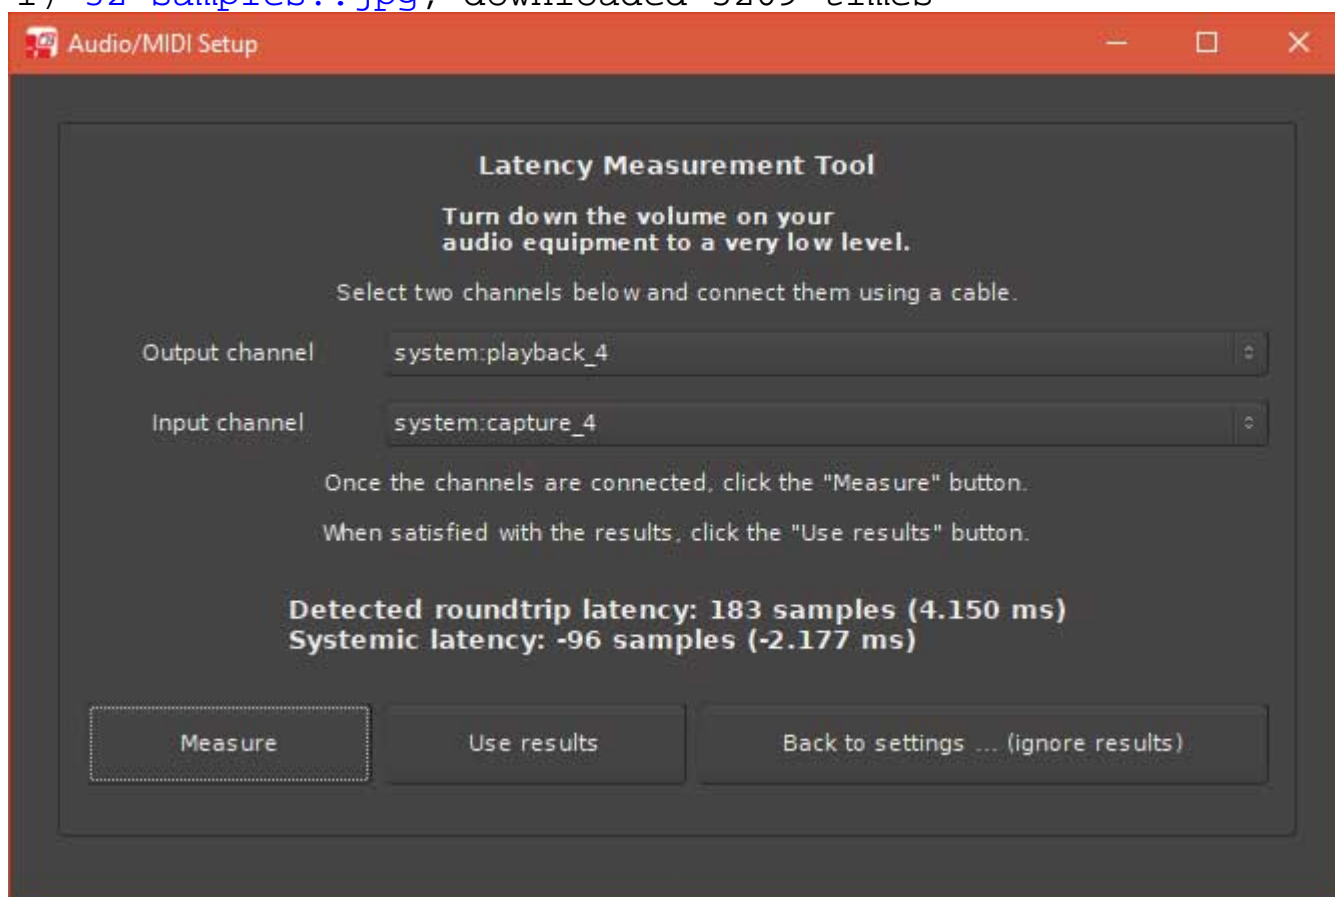 samples..jpg, downloaded times
Audio/MIDI Setup
Latency Measurement Tool
Turn down the volume on your
audio equipment to a very low level.
Select two channels below and connect them using a cable.
Output channel system:playback_4
Input channel system:capture_4
Once the channels are connected, click the "Measure" button.
When satisfied with the results, click the "Use results" button.
Detected roundtrip latency: 183 samples (4.150 ms)
Systemic latency: -96 samples (-2.177 ms)
Measure Use results Back to settings ... (ignore results)